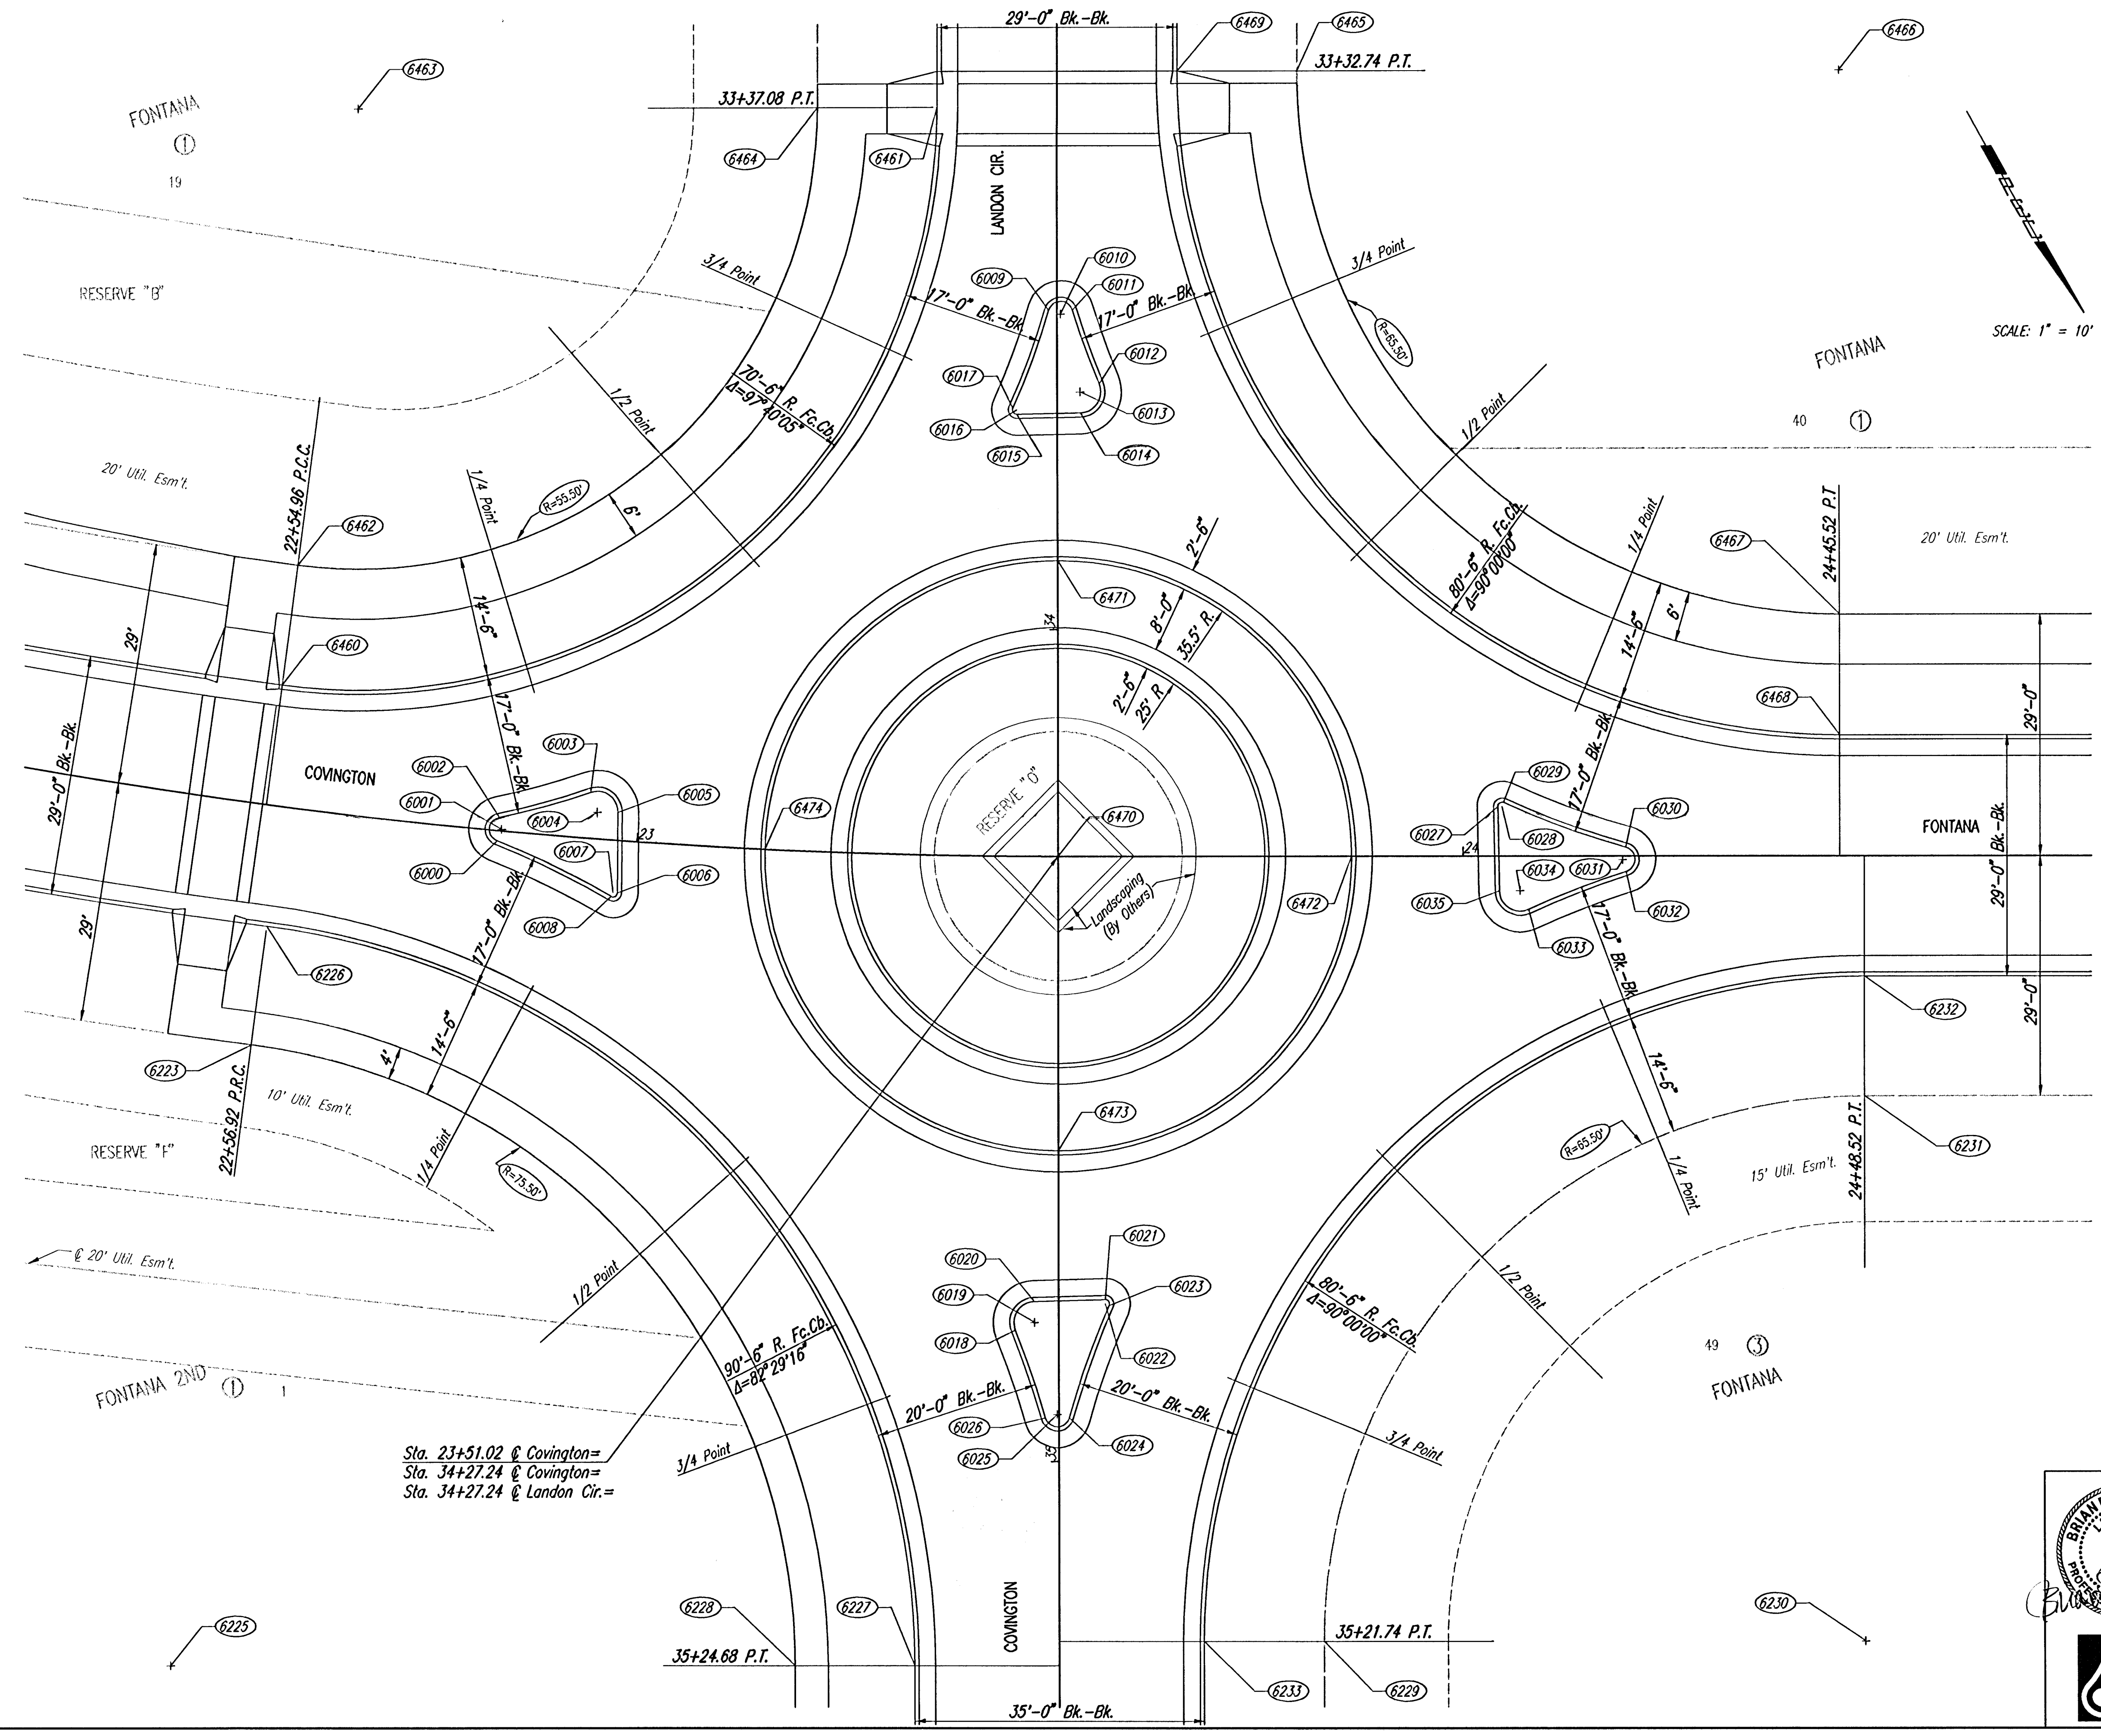 29'-0" Bk.-Bk.
6469
6465
6466
6463
33+32.74 P.T.
33+37.08 P.T.
FONTANA
1
19
6464
6461
LANDON CIR.
3/4 Point
6009
6010
6011
3/4 Point
17'-0" Bk.-Bk.
17'-0" Bk.-Bk.
RESERVE "B"
R=65.50'
SCALE: 1" = 10'
6012
6017
6013
6016
6015
6014
70'-6" R. Fc.Cb.
Δ=97°40'05"
1/2 Point
1/2 Point
FONTANA
40
1
20' Util. Esm't.
22+54.96 P.C.C.
1/4 Point
R=55.50'
6'
6462
24+45.52 P.T
1/4 Point
80'-6" R. Fc.Cb.
Δ=90°00'00"
6467
20' Util. Esm't.
2'-6"
6471
34
8'-0"
35.5' R.
14'-6"
14'-6"
6'
29'
6460
2'-6"
25' R
6468
17'-0" Bk.-Bk.
17'-0" Bk.-Bk.
29'-0"
29'-0" Bk.-Bk.
COVINGTON
6003
6002
6001
6004
6005
23
6007
6000
6006
6008
6474
RESERVE "O"
6470
6029
6030
6027
24
6028
6031
6034
6035
6032
6033
6472
FONTANA
29'-0" Bk.-Bk.
Landscaping
(By Others)
29'
17'-0" Bk.-Bk.
17'-0" Bk.-Bk.
6226
6232
29'-0"
14'-6"
4'
6223
22+56.92 P.R.C.
10' Util. Esm't.
14'-6"
6473
R=65.50'
6231
24+48.52 P.T.
15' Util. Esm't.
RESERVE "F"
1/4 Point
R=75.50'
1/4 Point
6021
6020
6019
6023
6018
6022
℄ 20' Util. Esm't.
1/2 Point
1/2 Point
80'-6" R. Fc.Cb.
Δ=90°00'00"
90'-6" R. Fc.Cb.
Δ=82°29'16"
49
3
FONTANA
FONTANA 2ND
1
1
20'-0" Bk.-Bk.
20'-0" Bk.-Bk.
6026
6025
6024
35
3/4 Point
3/4 Point
Sta. 23+51.02 ℄ Covington=
Sta. 34+27.24 ℄ Covington=
Sta. 34+27.24 ℄ Landon Cir.=
COVINGTON
6228
6227
6225
6230
35+24.68 P.T.
35+21.74 P.T.
6233
6229
35'-0" Bk.-Bk.
BRIAN